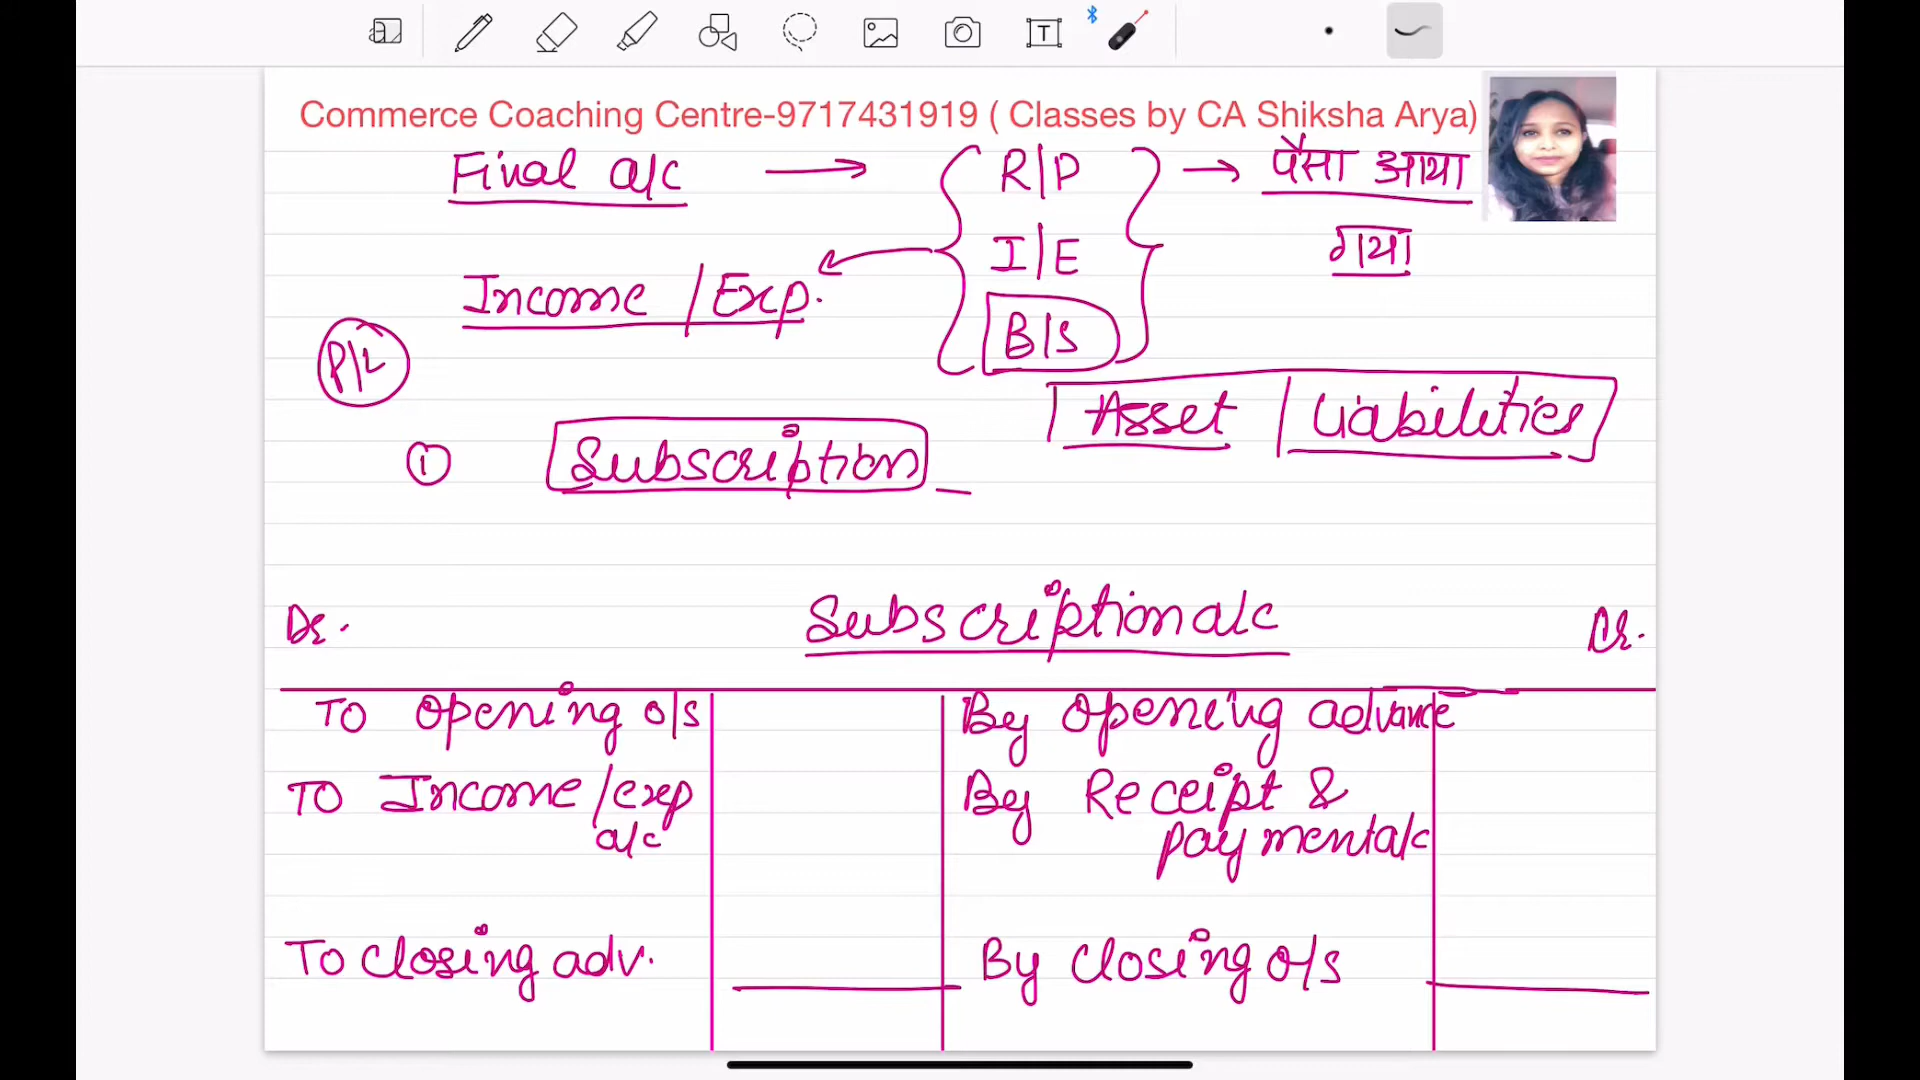 Commerce Coaching Centre-9717431919 ( Classes by CA Shiksha Arya)
Final a/c → R/P → पैसा आया
गया
I/E
Income / Exp.
B/S
P/L
Asset / Liabilities
① Subscription
Dr. Subscription a/c Cr.
To Opening o/s By Opening advance
To Income/exp a/c By Receipt & payment a/c
To Closing adv. By Closing o/s